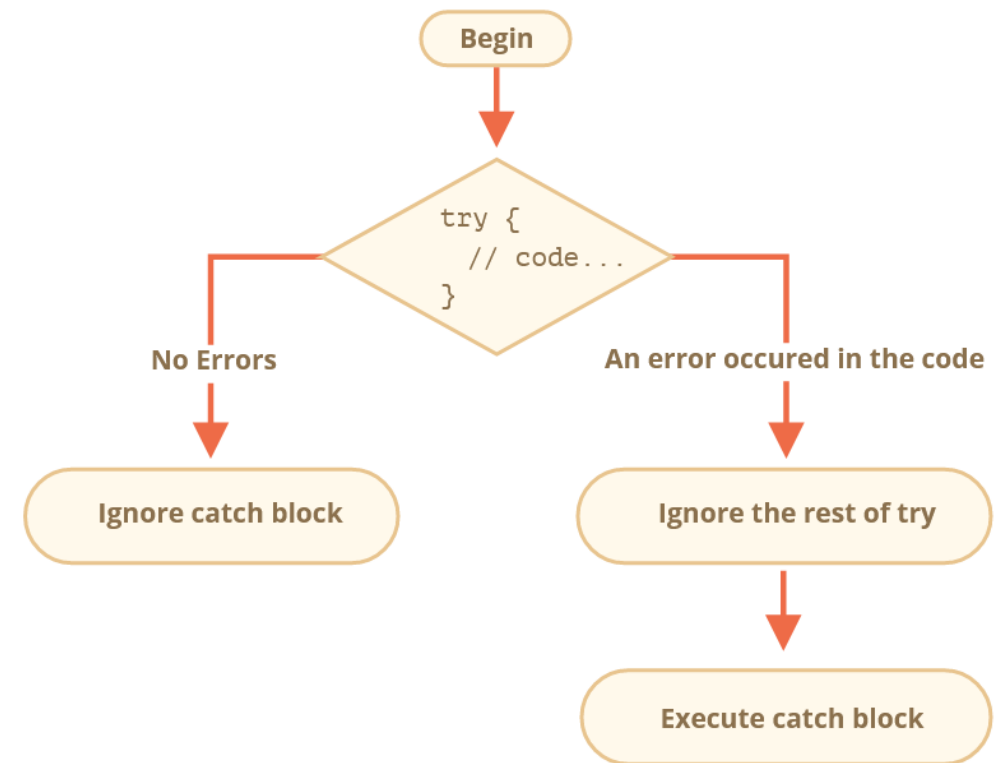 Begin
try {
  // code...
}
No Errors
An error occured in the code
Ignore catch block
Ignore the rest of try
Execute catch block